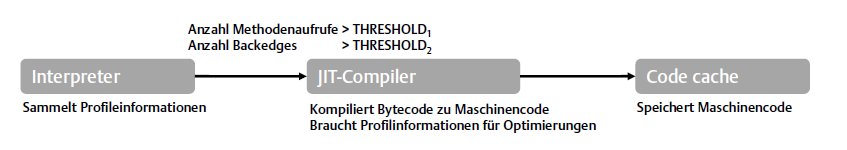 Anzahl Methodenaufrufe > THRESHOLD₁
Anzahl Backedges > THRESHOLD₂
Interpreter
JIT-Compiler
Code cache
Sammelt Profileinformationen
Kompiliert Bytecode zu Maschinencode
Braucht Profilinformationen für Optimierungen
Speichert Maschinencode